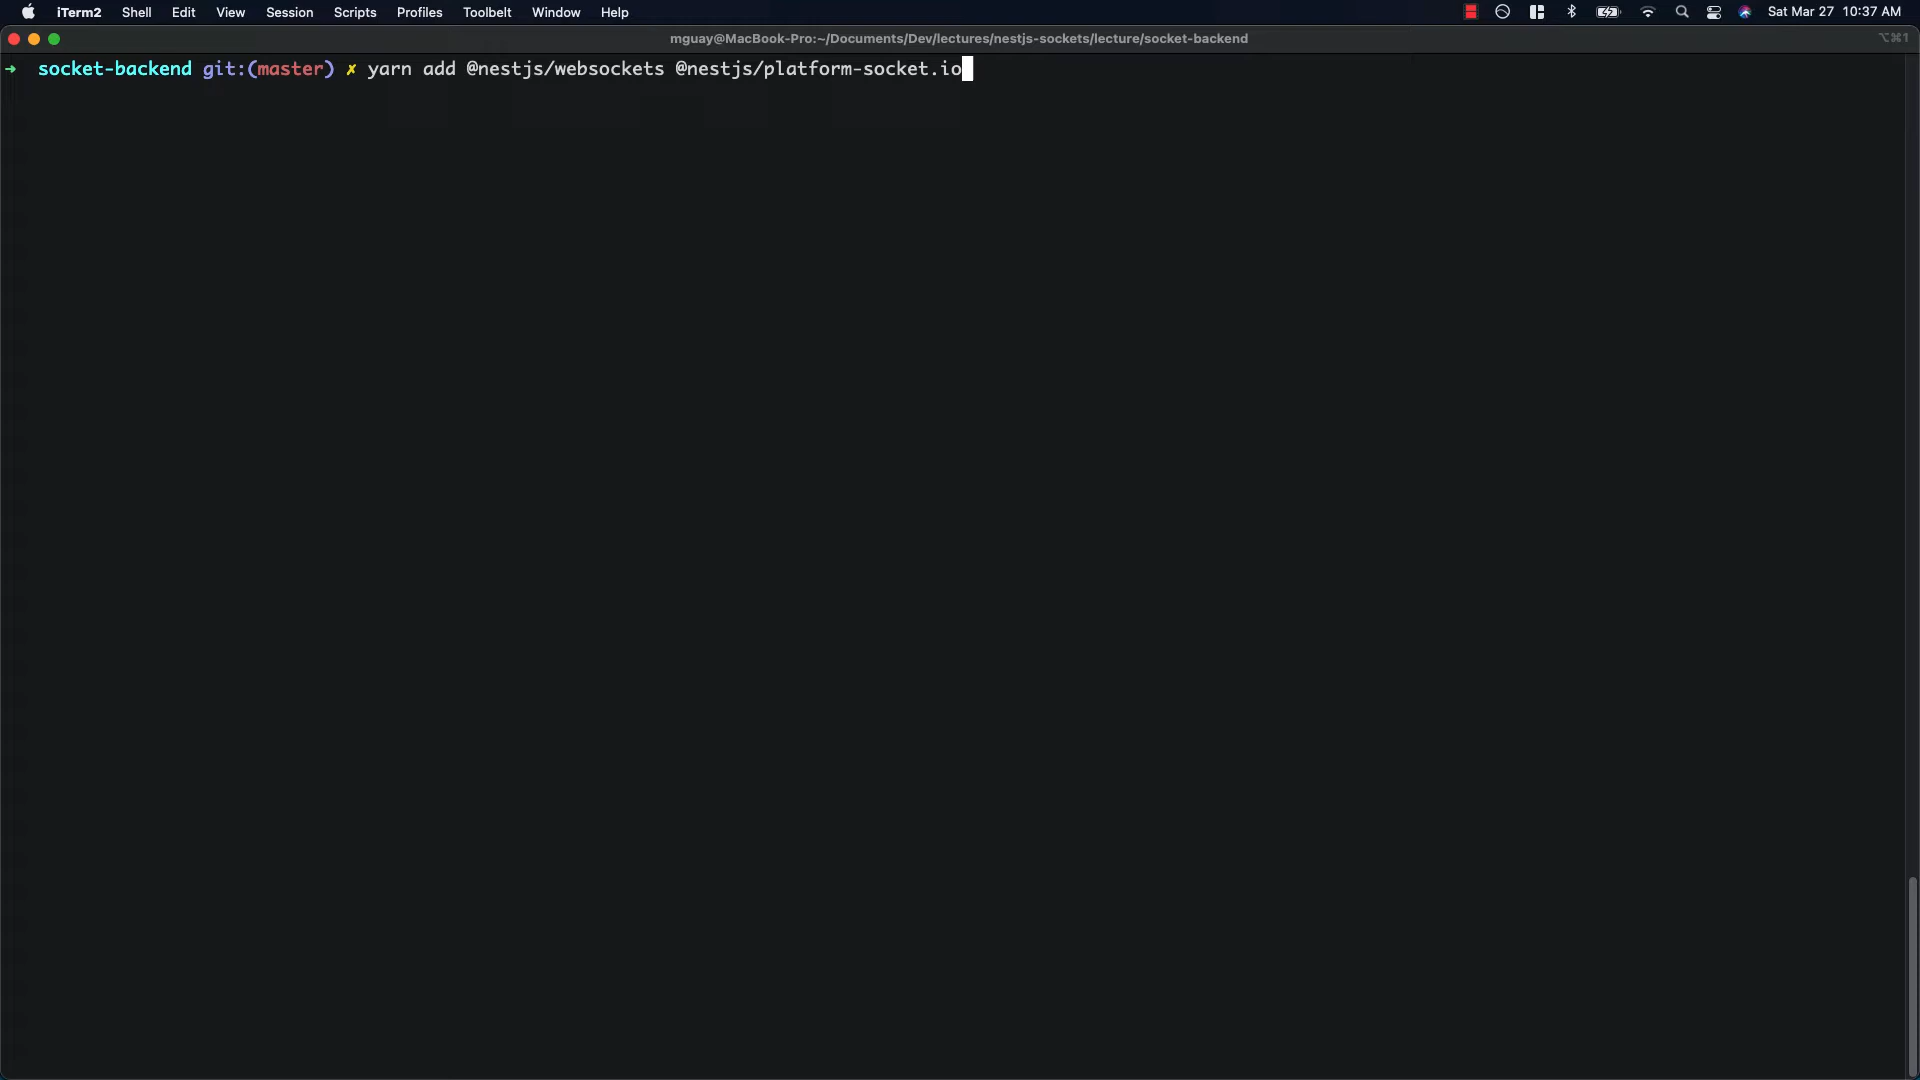 iTerm2 Shell Edit View Session Scripts Profiles Toolbelt Window Help Sat Mar 27 10:37 AM
mguay@MacBook-Pro:~/Documents/Dev/lectures/nestjs-sockets/lecture/socket-backend ⌥⌘1
➜ socket-backend git:(master) ✗ yarn add @nestjs/websockets @nestjs/platform-socket.io